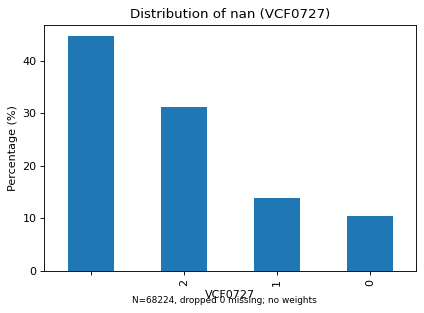 Distribution of nan (VCF0727)
Percentage (%)
40
30
20
10
0
2
1
0
VCF0727
N=68224, dropped 0 missing; no weights